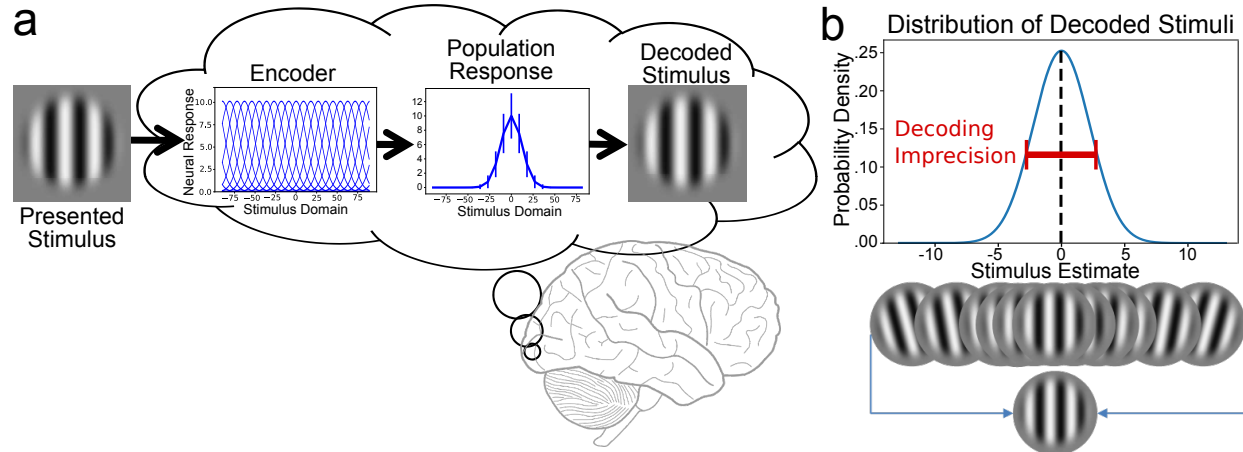 a
Presented
Stimulus
Encoder
Neural Response
10.0
7.5
5.0
2.5
0.0
−75 −50 −25 0 25 50 75
Stimulus Domain
Population
Response
12
10
8
6
4
2
0
−75 −50 −25 0 25 50 75
Stimulus Domain
Decoded
Stimulus
b
Distribution of Decoded Stimuli
Probability Density
.25
.20
.15
.10
.05
.00
Decoding
Imprecision
-10 -5 0 5 10
Stimulus Estimate